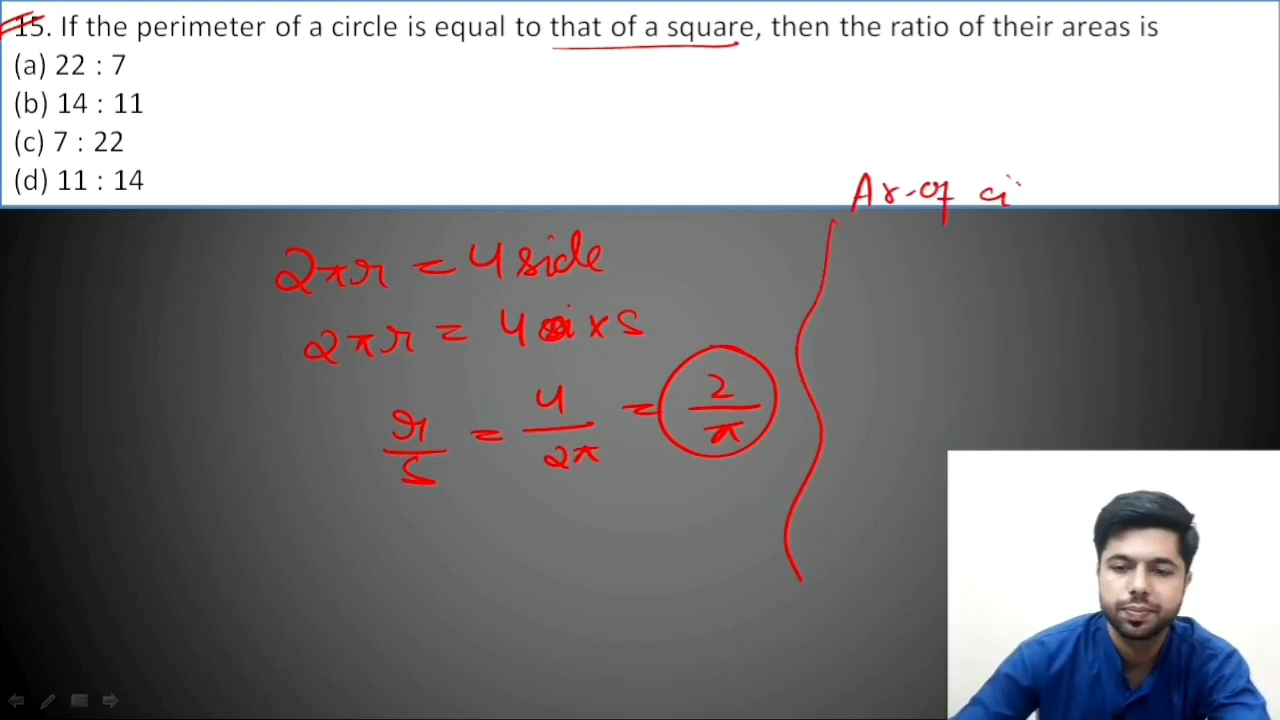 15. If the perimeter of a circle is equal to that of a square, then the ratio of their areas is
(a) 22 : 7
(b) 14 : 11
(c) 7 : 22
(d) 11 : 14
Ar. of ci
2πr = 4 side
2πr = 4 × s
r/s = 4/2π = 2/π